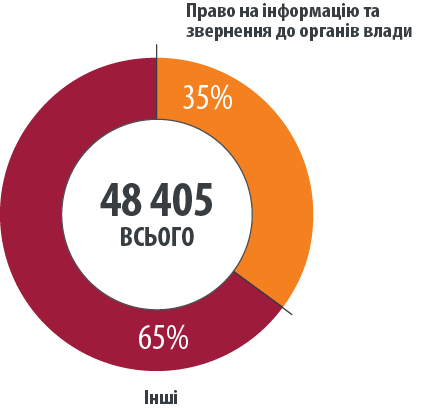 Право на інформацію та
звернення до органів влади
35%
48 405
ВСЬОГО
65%
Інші